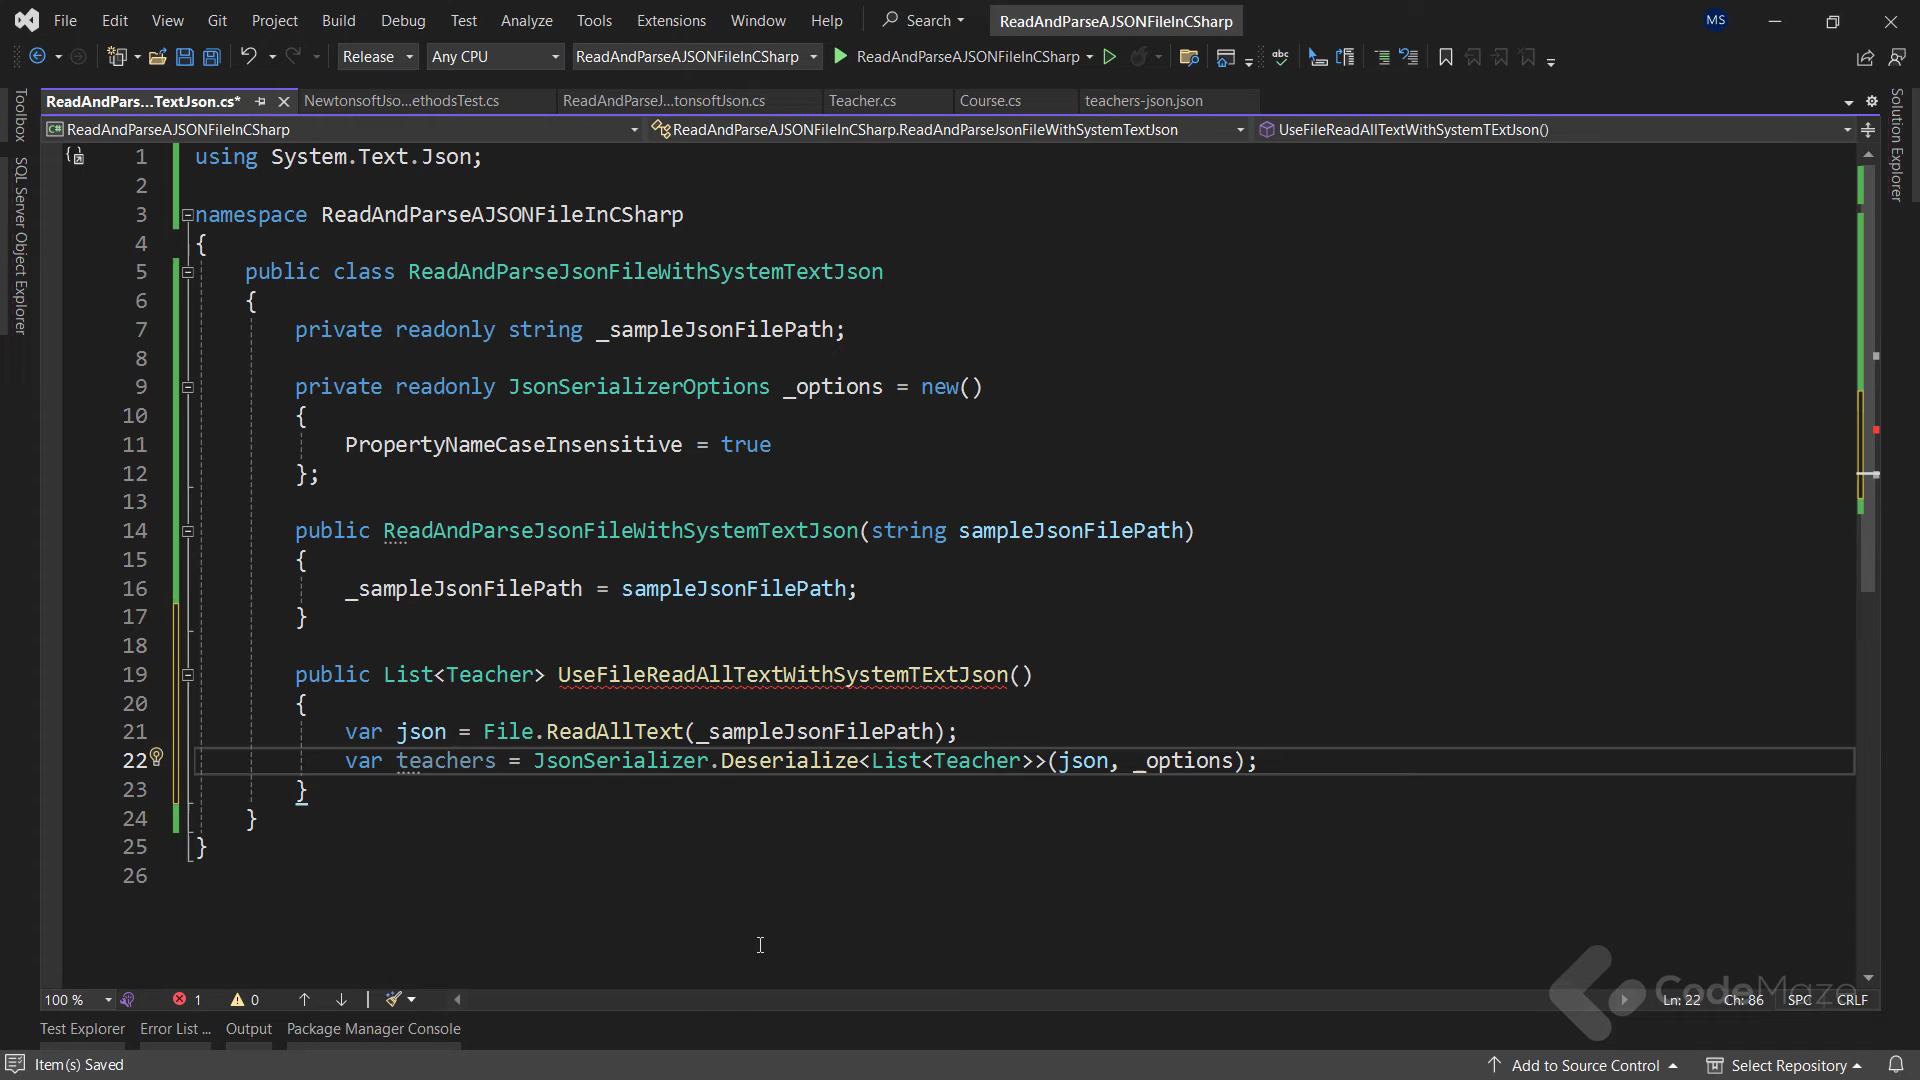 File Edit View Git Project Build Debug Test Analyze Tools Extensions Window Help Search ReadAndParseAJSONFileInCSharp MS
Release Any CPU ReadAndParseAJSONFileInCSharp ReadAndParseAJSONFileInCSharp
ReadAndPars...TextJson.cs* NewtonsoftJso...ethodsTest.cs ReadAndParseJ...tonsoftJson.cs Teacher.cs Course.cs teachers-json.json
ReadAndParseAJSONFileInCSharp ReadAndParseAJSONFileInCSharp.ReadAndParseJsonFileWithSystemTextJson UseFileReadAllTextWithSystemTExtJson()
Toolbox
SQL Server Object Explorer
Solution Explorer
1 using System.Text.Json;
2
3 namespace ReadAndParseAJSONFileInCSharp
4 {
5 public class ReadAndParseJsonFileWithSystemTextJson
6 {
7 private readonly string _sampleJsonFilePath;
8
9 private readonly JsonSerializerOptions _options = new()
10 {
11 PropertyNameCaseInsensitive = true
12 };
13
14 public ReadAndParseJsonFileWithSystemTextJson(string sampleJsonFilePath)
15 {
16 _sampleJsonFilePath = sampleJsonFilePath;
17 }
18
19 public List<Teacher> UseFileReadAllTextWithSystemTExtJson()
20 {
21 var json = File.ReadAllText(_sampleJsonFilePath);
22 var teachers = JsonSerializer.Deserialize<List<Teacher>>(json, _options);
23 }
24 }
25 }
26
CodeMaze
100 % 1 0 Ln: 22 Ch: 86 SPC CRLF
Test Explorer Error List ... Output Package Manager Console
Item(s) Saved Add to Source Control Select Repository